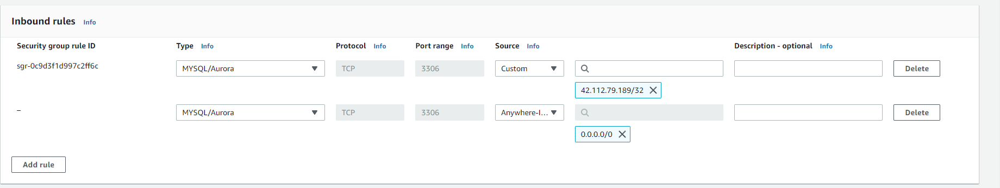 Inbound rules Info
Security group rule ID Type Info Protocol Info Port range Info Source Info Description - optional Info
sgr-0c9d3f1d997c2ff6c MYSQL/Aurora TCP 3306 Custom Delete
42.112.79.189/32
– MYSQL/Aurora TCP 3306 Anywhere-I... Delete
0.0.0.0/0
Add rule